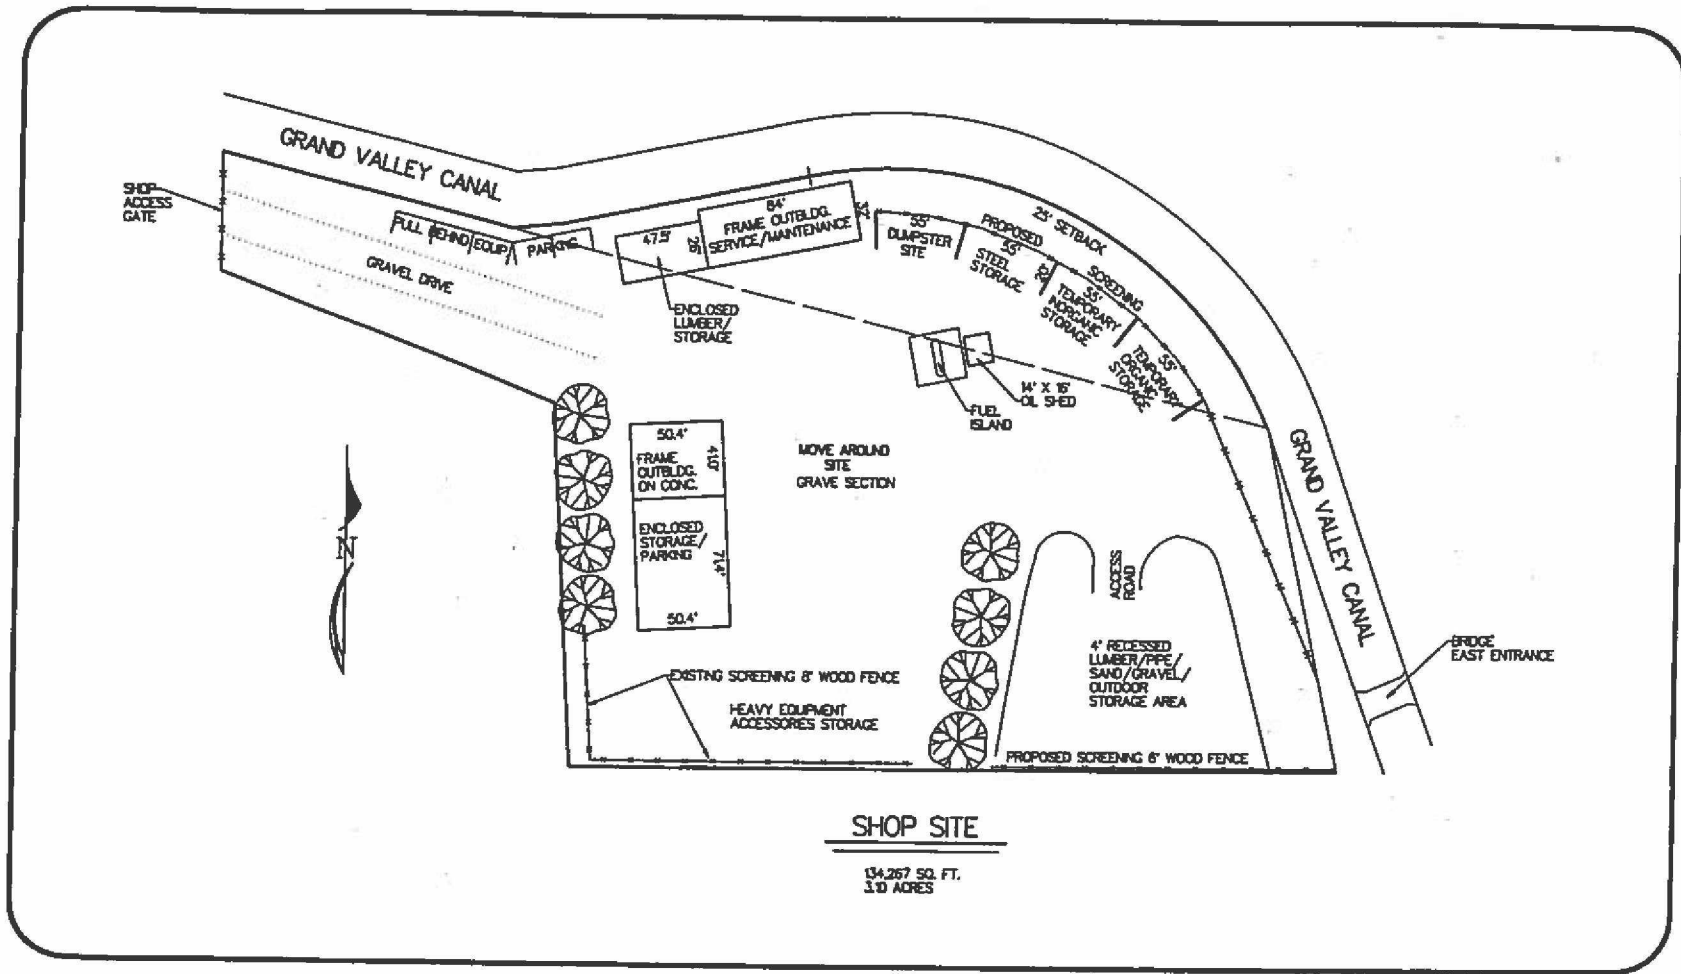 GRAND VALLEY CANAL
SHOP
ACCESS
GATE
PULL BEHIND EQUIP/ PARKING
GRAVEL DRIVE
47.5'
26'
84'
FRAME OUTBLDG.
SERVICE/MAINTENANCE
ENCLOSED
LUMBER/
STORAGE
55'
DUMPSTER
SITE
PROPOSED
SCREENING
25' SETBACK
55'
STEEL
STORAGE
20'
55'
TEMPORARY
INORGANIC
STORAGE
55'
TEMPORARY
ORGANIC
STORAGE
14' X 16'
OIL SHED
FUEL
ISLAND
GRAND VALLEY CANAL
50.4'
41.0'
FRAME
OUTBLDG.
ON CONC.
ENCLOSED
STORAGE/
PARKING
71.4'
50.4'
MOVE AROUND
SITE
GRAVE SECTION
N
ACCESS
ROAD
4' RECESSED
LUMBER/PIPE/
SAND/GRAVEL/
OUTDOOR
STORAGE AREA
BRIDGE
EAST ENTRANCE
EXISTING SCREENING 8' WOOD FENCE
HEAVY EQUIPMENT
ACCESSORES STORAGE
PROPOSED SCREENING 6' WOOD FENCE
SHOP SITE
134,267 SQ. FT.
3.10 ACRES